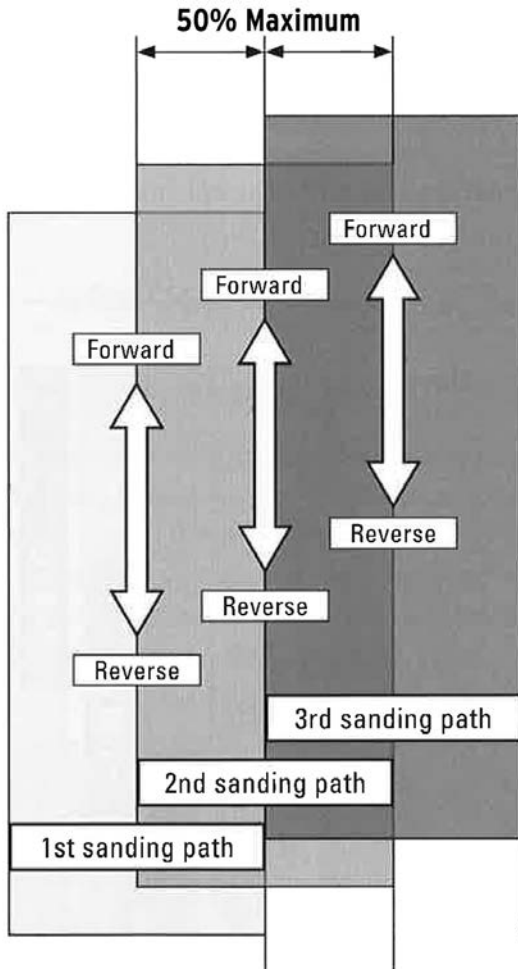 50% Maximum
Forward
Forward
Forward
Reverse
Reverse
Reverse
3rd sanding path
2nd sanding path
1st sanding path